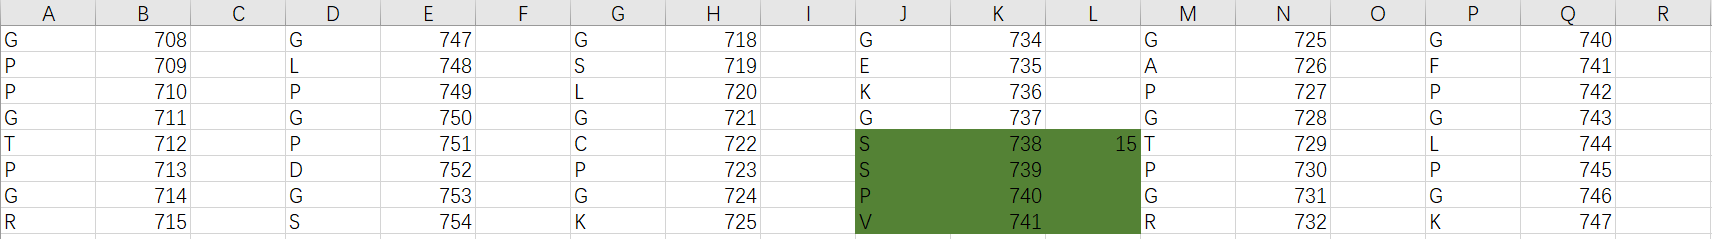 A B C D E F G H I J K L M N O P Q R
G 708 G 747 G 718 G 734 G 725 G 740
P 709 L 748 S 719 E 735 A 726 F 741
P 710 P 749 L 720 K 736 P 727 P 742
G 711 G 750 G 721 G 737 G 728 G 743
T 712 P 751 C 722 S 738 15 T 729 L 744
P 713 D 752 P 723 S 739 P 730 P 745
G 714 G 753 G 724 P 740 G 731 G 746
R 715 S 754 K 725 V 741 R 732 K 747